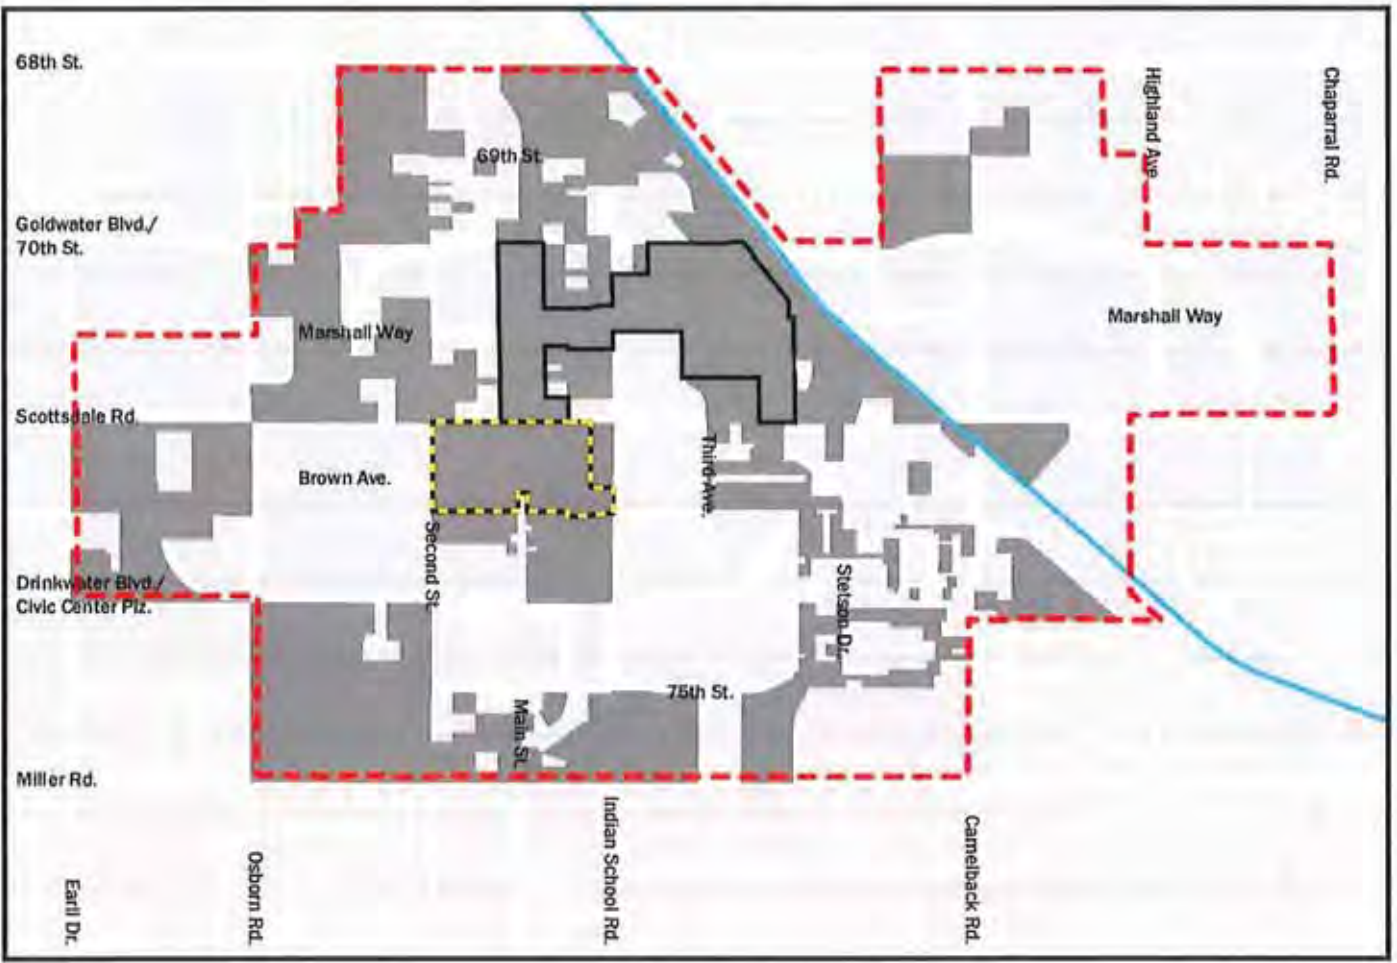 68th St.
Highland Ave.
Chaparral Rd.
69th St.
Goldwater Blvd./
70th St.
Marshall Way
Marshall Way
Scottsdale Rd.
Third Ave.
Brown Ave.
Second St.
Stetson Dr.
Drinkwater Blvd./
Civic Center Plz.
75th St.
Main St.
Miller Rd.
Indian School Rd.
Camelback Rd.
Osborn Rd.
Earll Dr.